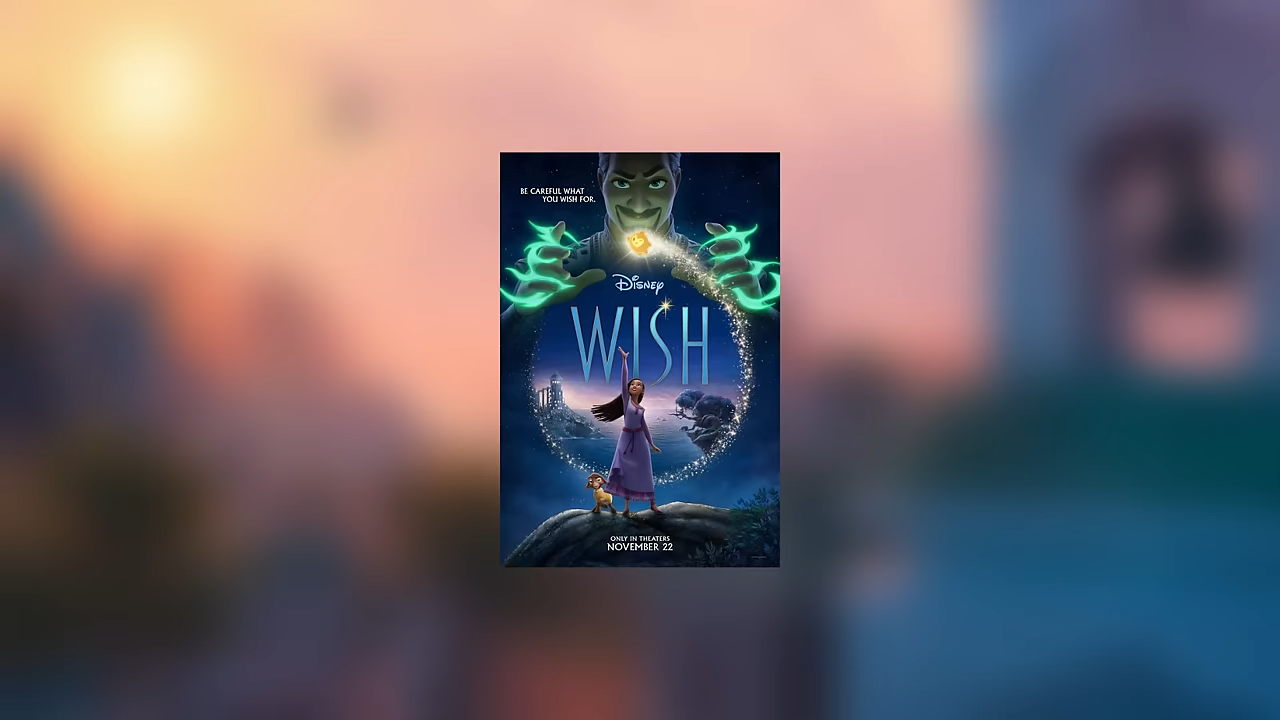 BE CAREFUL WHAT
YOU WISH FOR.
Disney
WISH
ONLY IN THEATERS
NOVEMBER 22